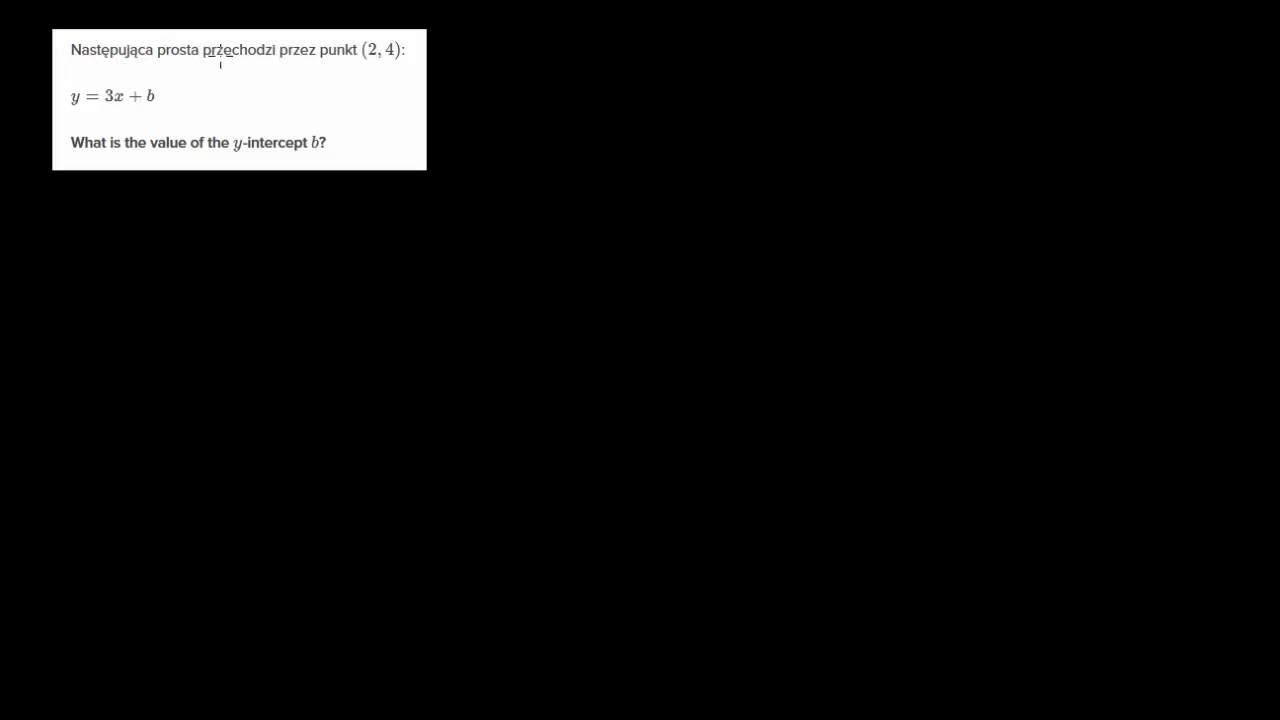 Następująca prosta przechodzi przez punkt (2, 4):
y = 3x + b
What is the value of the y-intercept b?